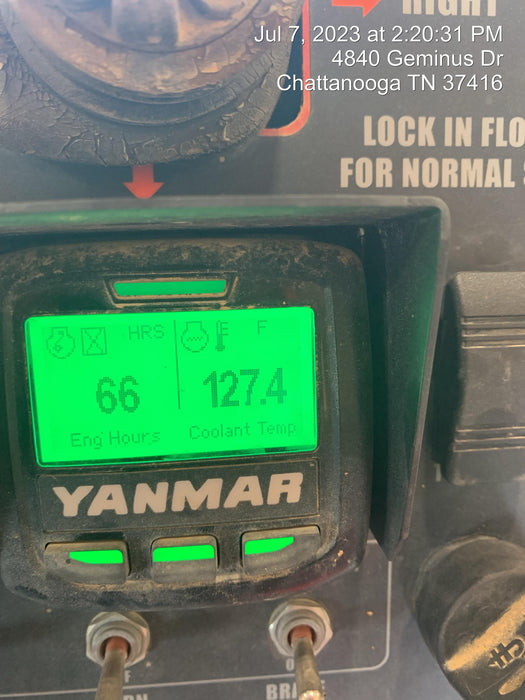 RIGHT
Jul 7, 2023 at 2:20:31 PM
4840 Geminus Dr
Chattanooga TN 37416
LOCK IN FLO
FOR NORMAL
HRS F
66 127.4
Eng Hours Coolant Temp
YANMAR